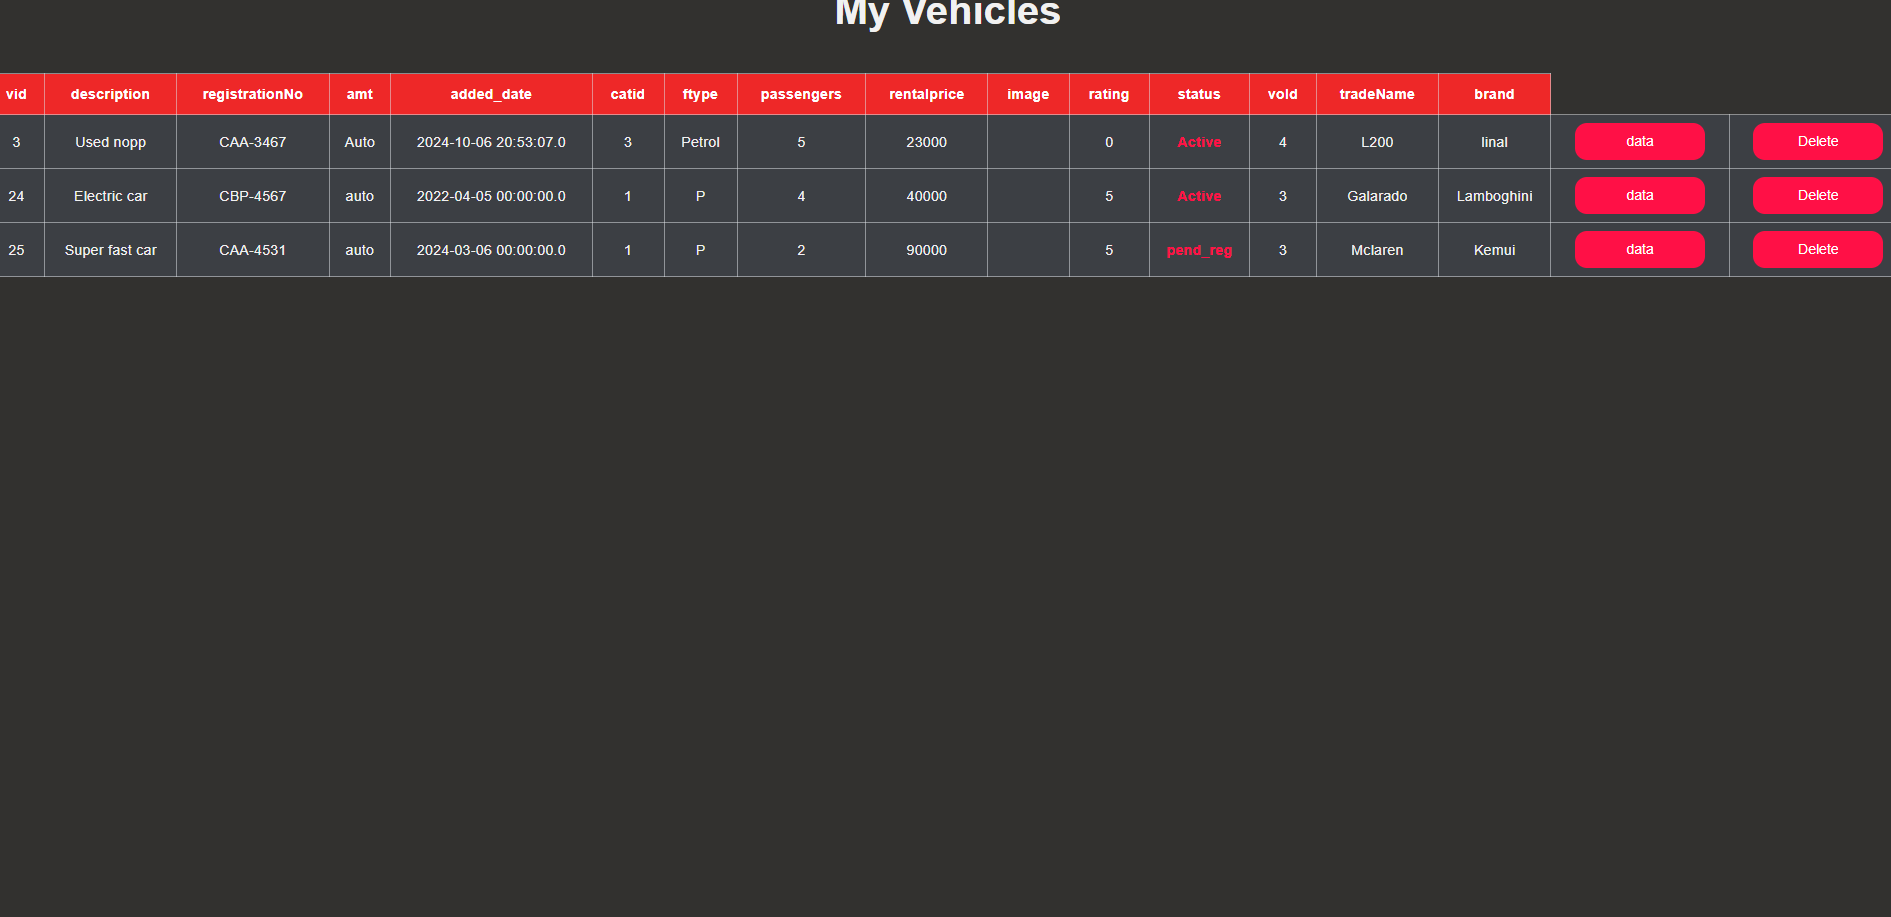 My Vehicles
vid description registrationNo amt added_date catid ftype passengers rentalprice image rating status void tradeName brand
3 Used nopp CAA-3467 Auto 2024-10-06 20:53:07.0 3 Petrol 5 23000 0 Active 4 L200 linal data Delete
24 Electric car CBP-4567 auto 2022-04-05 00:00:00.0 1 P 4 40000 5 Active 3 Galarado Lamboghini data Delete
25 Super fast car CAA-4531 auto 2024-03-06 00:00:00.0 1 P 2 90000 5 pend_reg 3 Mclaren Kemui data Delete